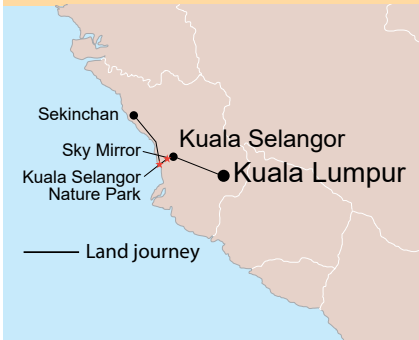 Sekinchan
Kuala Selangor
Sky Mirror
Kuala Lumpur
Kuala Selangor
Nature Park
Land journey